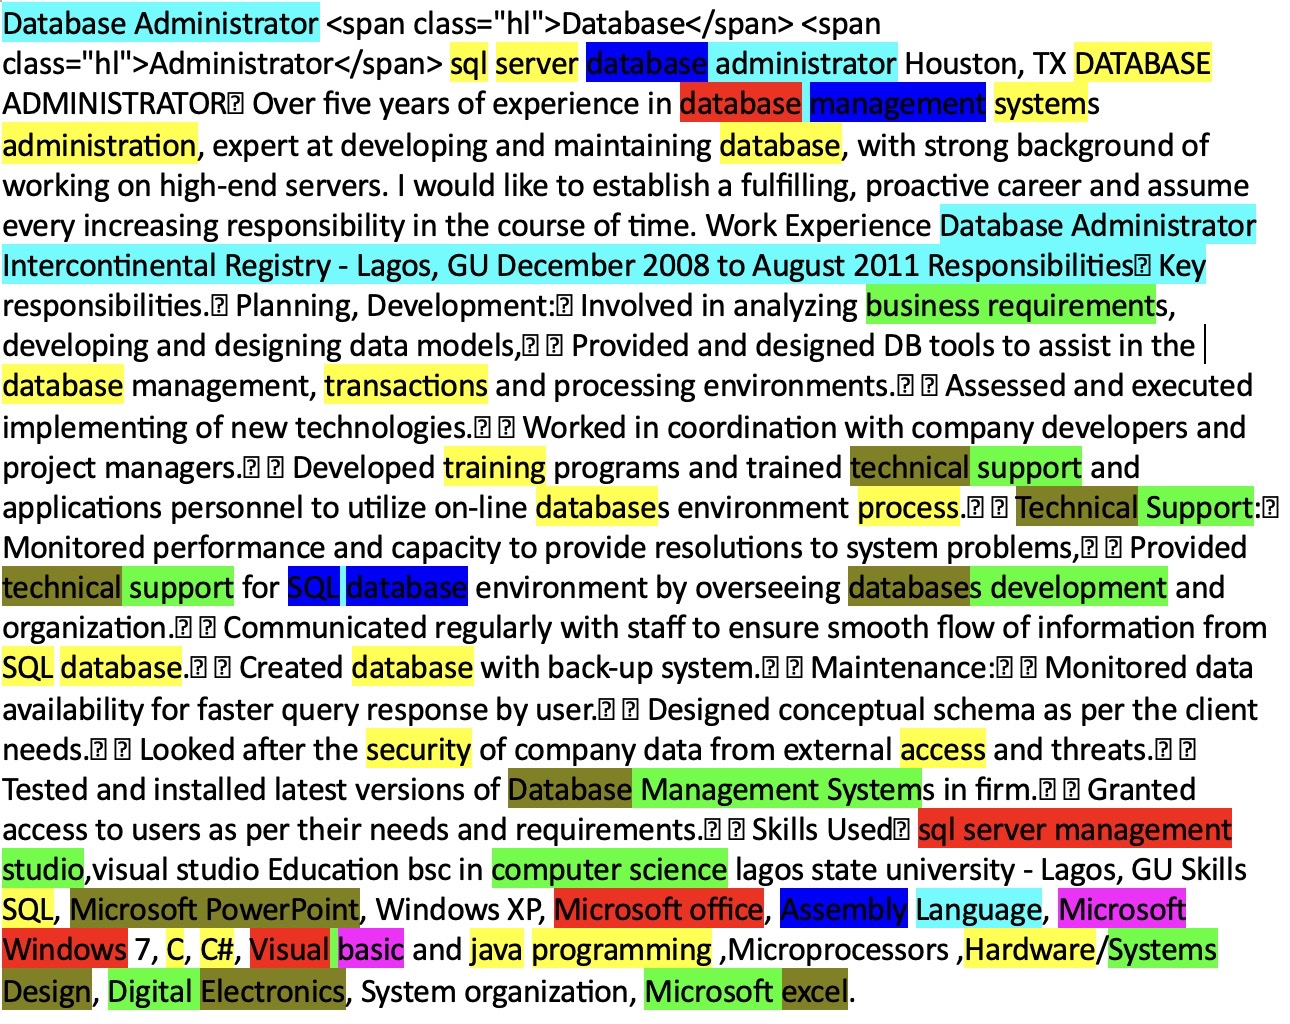 Database Administrator <span class="hl">Database</span> <span
class="hl">Administrator</span> sql server database administrator Houston, TX DATABASE
ADMINISTRATOR⍰ Over five years of experience in database management systems
administration, expert at developing and maintaining database, with strong background of
working on high-end servers. I would like to establish a fulfilling, proactive career and assume
every increasing responsibility in the course of time. Work Experience Database Administrator
Intercontinental Registry - Lagos, GU December 2008 to August 2011 Responsibilities⍰ Key
responsibilities.⍰ Planning, Development:⍰ Involved in analyzing business requirements,
developing and designing data models,⍰ ⍰ Provided and designed DB tools to assist in the
database management, transactions and processing environments.⍰ ⍰ Assessed and executed
implementing of new technologies.⍰ ⍰ Worked in coordination with company developers and
project managers.⍰ ⍰ Developed training programs and trained technical support and
applications personnel to utilize on-line databases environment process.⍰ ⍰ Technical Support:⍰
Monitored performance and capacity to provide resolutions to system problems,⍰ ⍰ Provided
technical support for SQL database environment by overseeing databases development and
organization.⍰ ⍰ Communicated regularly with staff to ensure smooth flow of information from
SQL database.⍰ ⍰ Created database with back-up system.⍰ ⍰ Maintenance:⍰ ⍰ Monitored data
availability for faster query response by user.⍰ ⍰ Designed conceptual schema as per the client
needs.⍰ ⍰ Looked after the security of company data from external access and threats.⍰ ⍰
Tested and installed latest versions of Database Management Systems in firm.⍰ ⍰ Granted
access to users as per their needs and requirements.⍰ ⍰ Skills Used⍰ sql server management
studio,visual studio Education bsc in computer science lagos state university - Lagos, GU Skills
SQL, Microsoft PowerPoint, Windows XP, Microsoft office, Assembly Language, Microsoft
Windows 7, C, C#, Visual basic and java programming ,Microprocessors ,Hardware/Systems
Design, Digital Electronics, System organization, Microsoft excel.